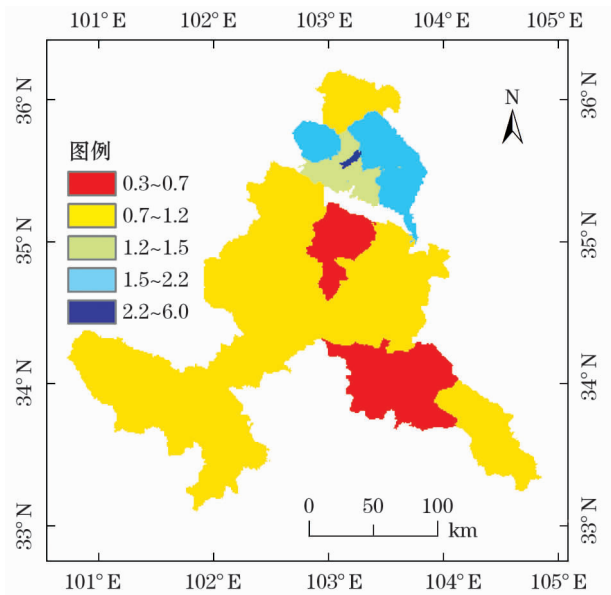 101° E 102° E 103° E 104° E 105° E
36° N 36° N
N
图例
0.3~0.7
0.7~1.2
1.2~1.5
1.5~2.2
2.2~6.0
35° N 35° N
34° N 34° N
0 50 100
km
33° N 33° N
101° E 102° E 103° E 104° E 105° E